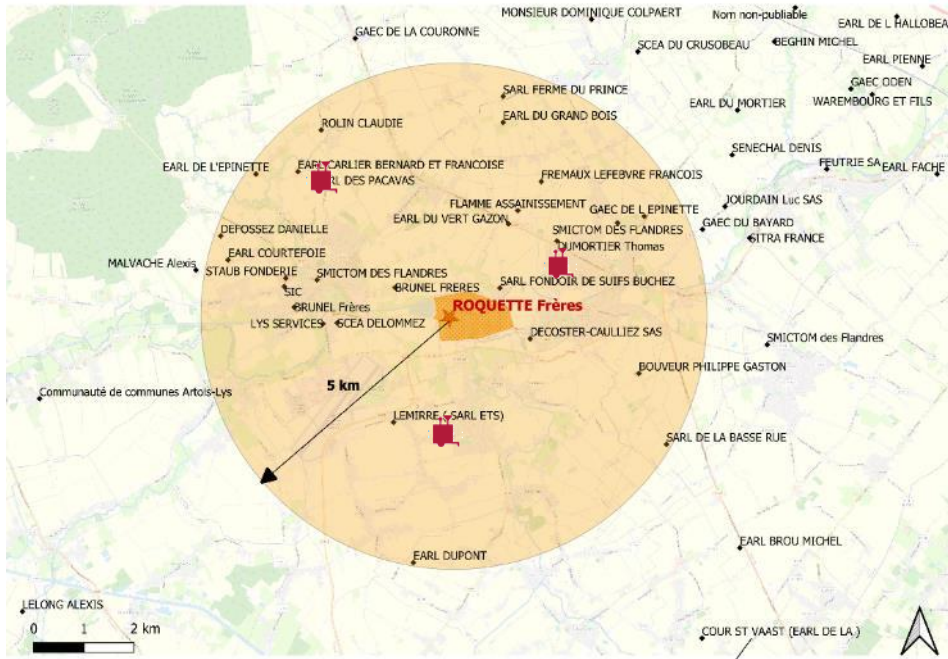 MONSIEUR DOMINIQUE COLPAERT
Nom non-publiable
EARL DE L HALLOBEA
GAEC DE LA COURONNE
SCEA DU CRUSOBEAU
BEGHIN MICHEL
EARL PIENNE
GAEC ODEN
SARL FERME DU PRINCE
EARL DU MORTIER
WAREMBOURG ET FILS
EARL DU GRAND BOIS
ROLIN CLAUDIE
SENECHAL DENIS
EARL DE L'EPINETTE
EARL CARLIER BERNARD ET FRANCOISE
FEUTRIE SA
EARL FACHE
RL DES PACAVAS
FREMAUX LEFEBVRE FRANCOIS
FLAMME ASSAINISSEMENT
GAEC DE L EPINETTE
JOURDAIN Luc SAS
EARL DU VERT GAZON
GAEC DU BAYARD
DEFOSSEZ DANIELLE
SMICTOM DES FLANDRES
SITRA FRANCE
DUMORTIER Thomas
EARL COURTEFOIE
MALVACHE Alexis
STAUB FONDERIE
SMICTOM DES FLANDRES
SARL FONDOIR DE SUIFS BUCHEZ
SIC
BRUNEL FRERES
BRUNEL Frères
ROQUETTE Frères
LYS SERVICES
SCEA DELOMMEZ
DECOSTER-CAULLIEZ SAS
SMICTOM des Flandres
BOUVEUR PHILIPPE GASTON
5 km
Communauté de communes Artois-Lys
LEMIRRE ( SARL ETS)
SARL DE LA BASSE RUE
EARL BROU MICHEL
EARL DUPONT
LELONG ALEXIS
0 1 2 km
COUR ST VAAST (EARL DE LA )